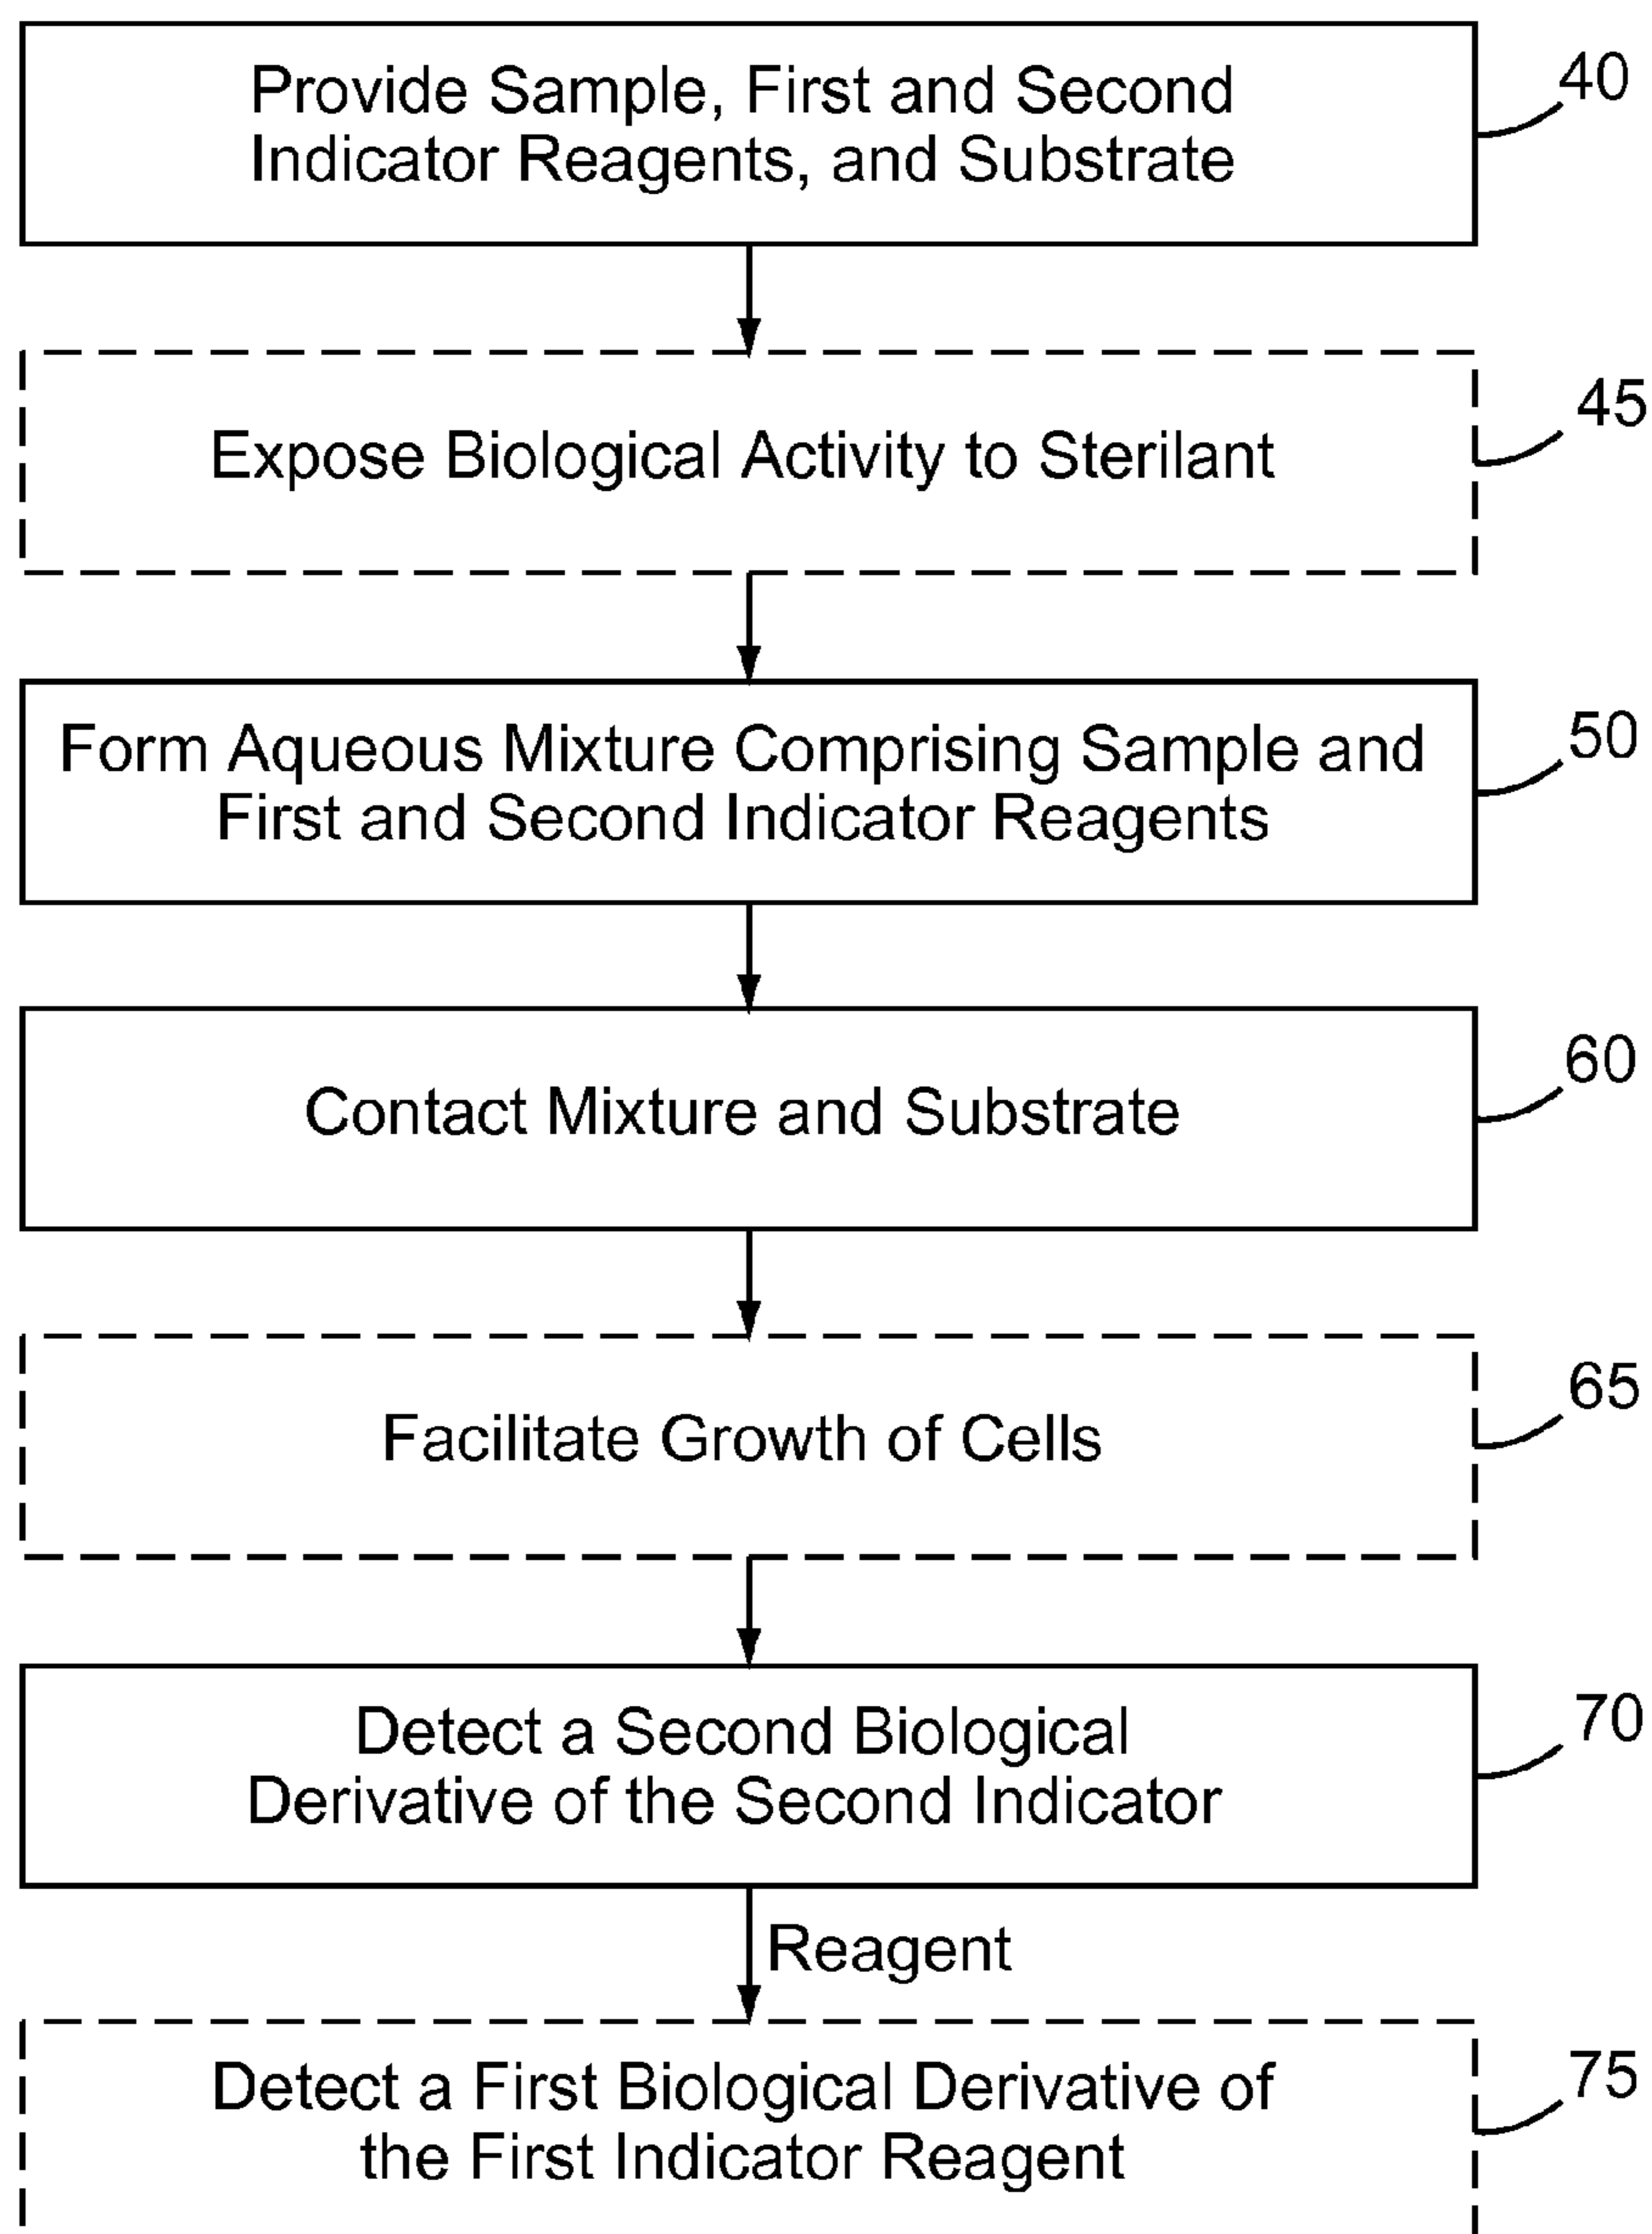 Provide Sample, First and Second
Indicator Reagents, and Substrate
40
Expose Biological Activity to Sterilant
45
Form Aqueous Mixture Comprising Sample and
First and Second Indicator Reagents
50
Contact Mixture and Substrate
60
Facilitate Growth of Cells
65
Detect a Second Biological
Derivative of the Second Indicator
70
Reagent
Detect a First Biological Derivative of
the First Indicator Reagent
75